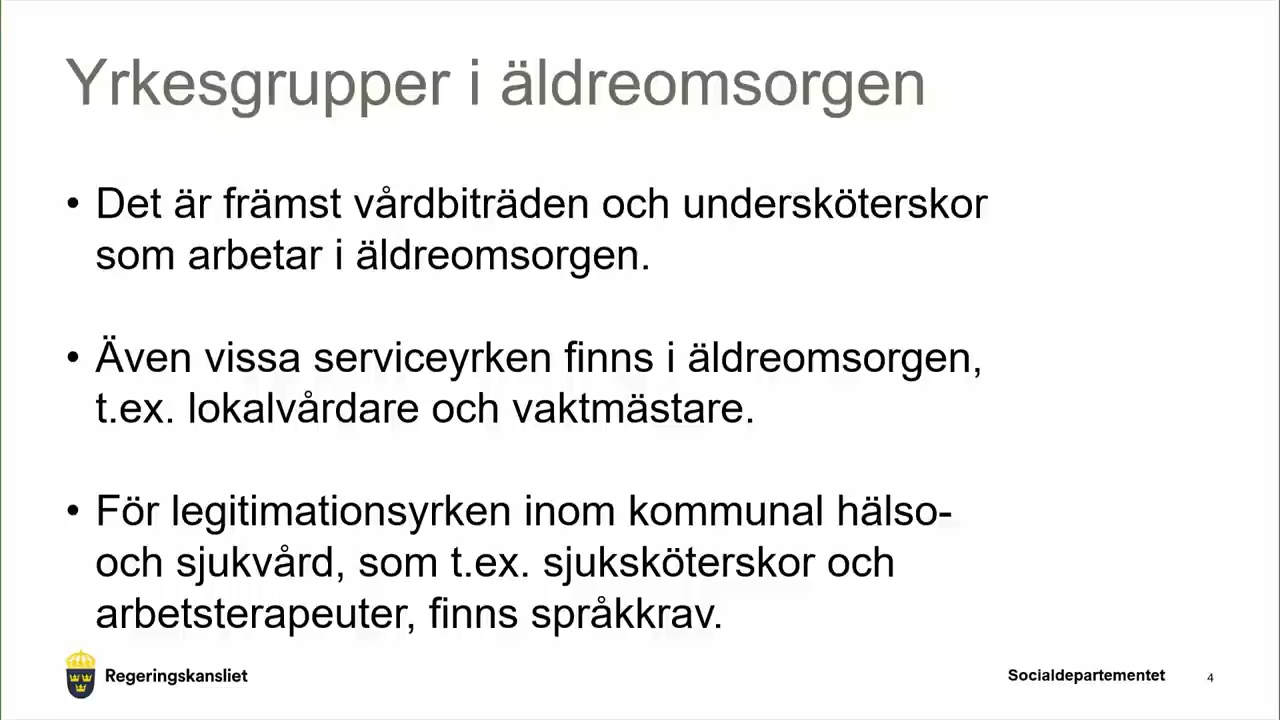 Yrkesgrupper i äldreomsorgen
• Det är främst vårdbiträden och undersköterskor
som arbetar i äldreomsorgen.
• Även vissa serviceyrken finns i äldreomsorgen,
t.ex. lokalvårdare och vaktmästare.
• För legitimationsyrken inom kommunal hälso-
och sjukvård, som t.ex. sjuksköterskor och
arbetsterapeuter, finns språkkrav.
Regeringskansliet
Socialdepartementet
4